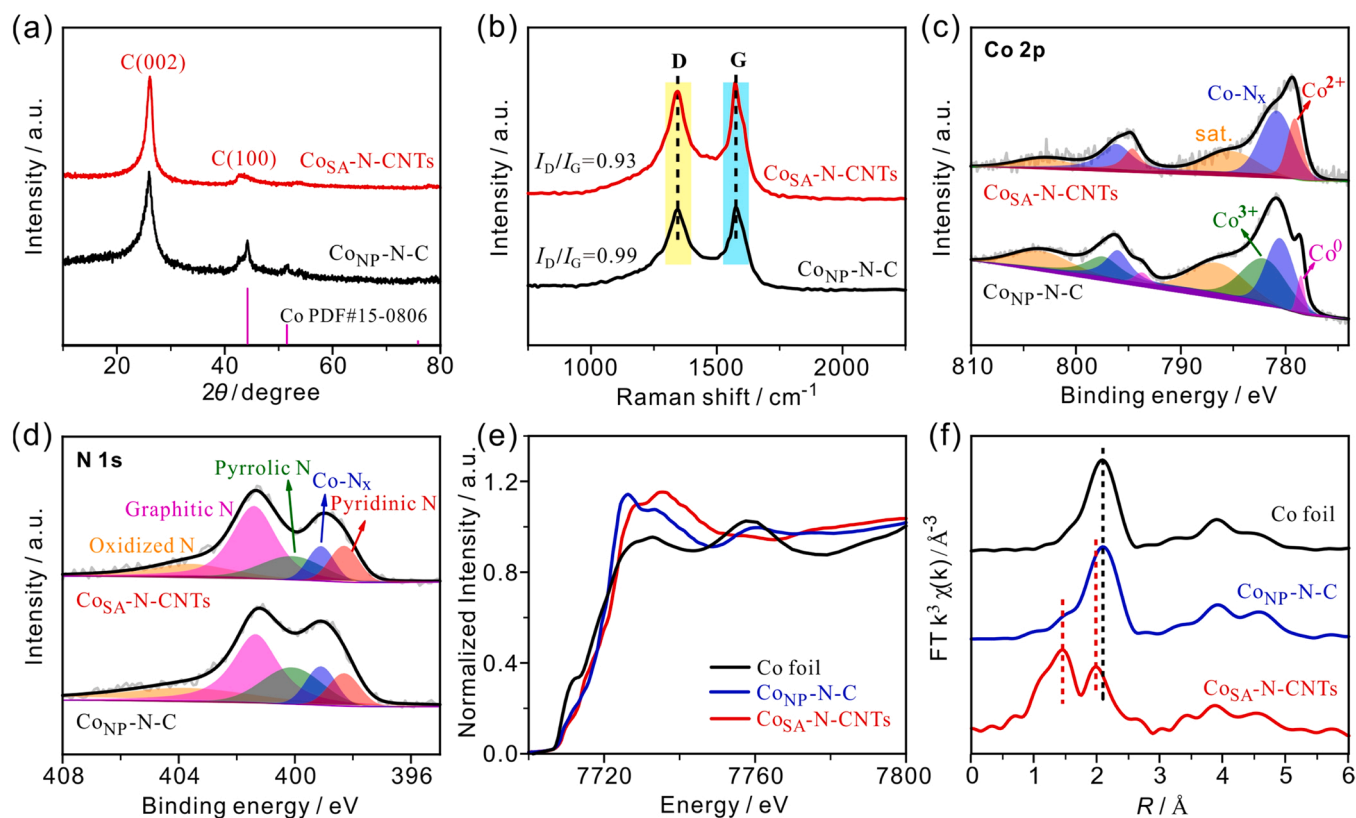 (a)
C(002)
C(100)
CoSA-N-CNTs
CoNP-N-C
Co PDF#15-0806
Intensity / a.u.
20 40 60 80
2θ / degree
(b)
D G
ID/IG=0.93
CoSA-N-CNTs
ID/IG=0.99
CoNP-N-C
Intensity / a.u.
1000 1500 2000
Raman shift / cm-1
(c)
Co 2p
Co-Nx
Co2+
sat.
CoSA-N-CNTs
Co3+
Co0
CoNP-N-C
Intensity / a.u.
810 800 790 780
Binding energy / eV
(d)
N 1s
Pyrrolic N
Co-Nx
Graphitic N
Pyridinic N
Oxidized N
CoSA-N-CNTs
CoNP-N-C
Intensity / a.u.
408 404 400 396
Binding energy / eV
(e)
Normalized Intensity / a.u.
1.2
0.8
0.4
0.0
Co foil
CoNP-N-C
CoSA-N-CNTs
7720 7760 7800
Energy / eV
(f)
FT k3 χ(k) / Å-3
Co foil
CoNP-N-C
CoSA-N-CNTs
0 1 2 3 4 5 6
R / Å